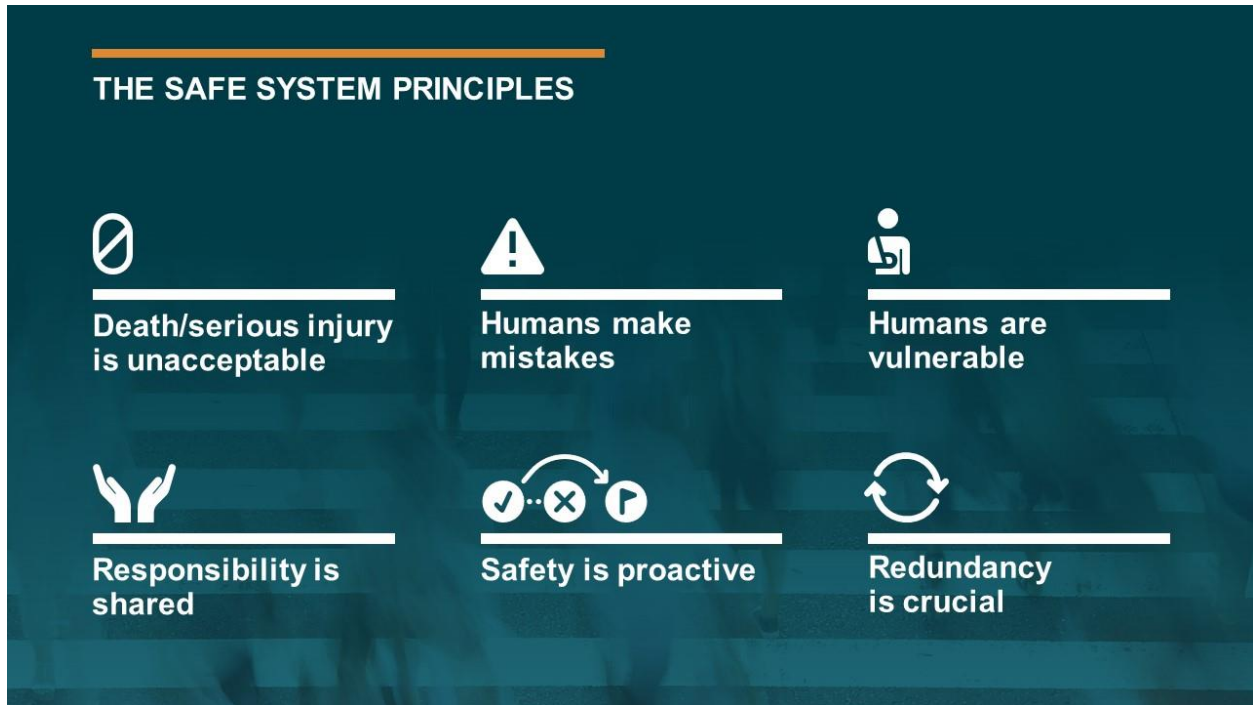 THE SAFE SYSTEM PRINCIPLES
Death/serious injury
is unacceptable
Humans make
mistakes
Humans are
vulnerable
Responsibility is
shared
Safety is proactive
Redundancy
is crucial